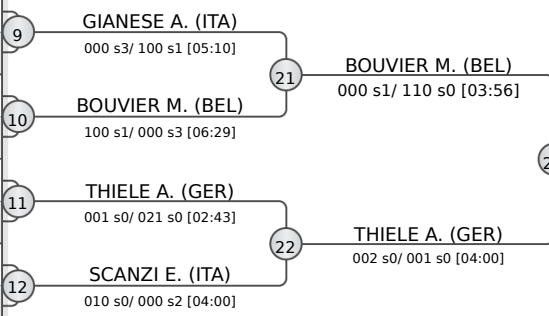 9
GIANESE A. (ITA)
000 s3/ 100 s1 [05:10]
21
BOUVIER M. (BEL)
000 s1/ 110 s0 [03:56]
10
BOUVIER M. (BEL)
100 s1/ 000 s3 [06:29]
11
THIELE A. (GER)
001 s0/ 021 s0 [02:43]
22
THIELE A. (GER)
002 s0/ 001 s0 [04:00]
12
SCANZI E. (ITA)
010 s0/ 000 s2 [04:00]